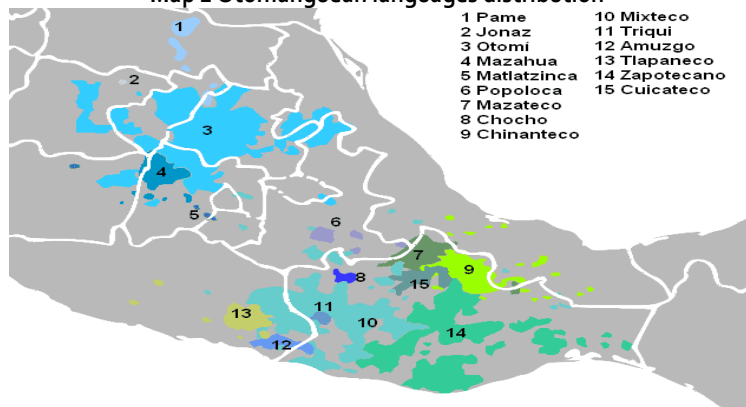 Map 2 Otomanguean languages distribution
1 Pame
2 Jonaz
3 Otomí
4 Mazahua
5 Matlatzinca
6 Popoloca
7 Mazateco
8 Chocho
9 Chinanteco
10 Mixteco
11 Triqui
12 Amuzgo
13 Tlapaneco
14 Zapotecano
15 Cuicateco
1
2
3
4
5
6
7
9
8
15
11
13
10
14
12